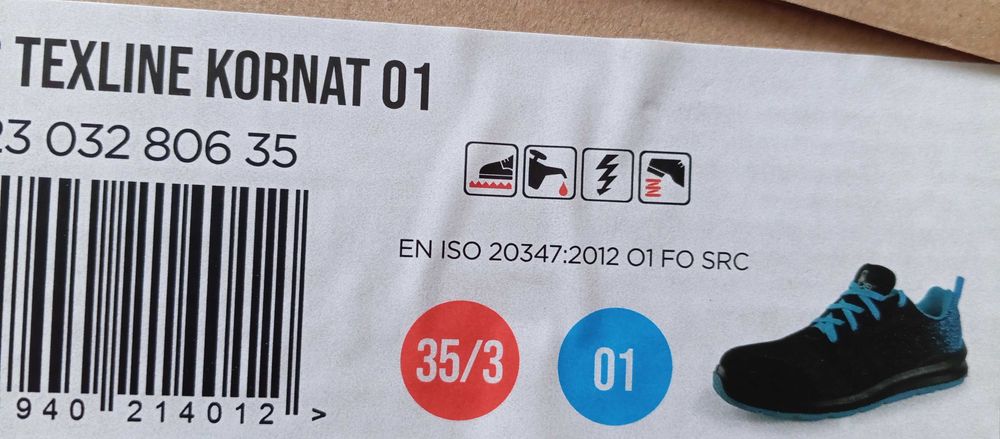 TEXLINE KORNAT 01
23 032 806 35
EN ISO 20347:2012 O1 FO SRC
35/3
01
940 214012 >